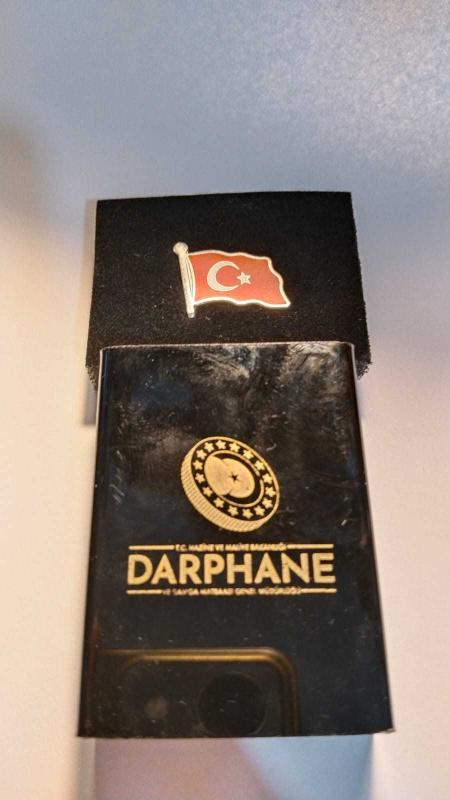 T.C. HAZİNE VE MALİYE BAKANLIĞI
DARPHANE
VE DAMGA MATBAASI GENEL MÜDÜRLÜĞÜ